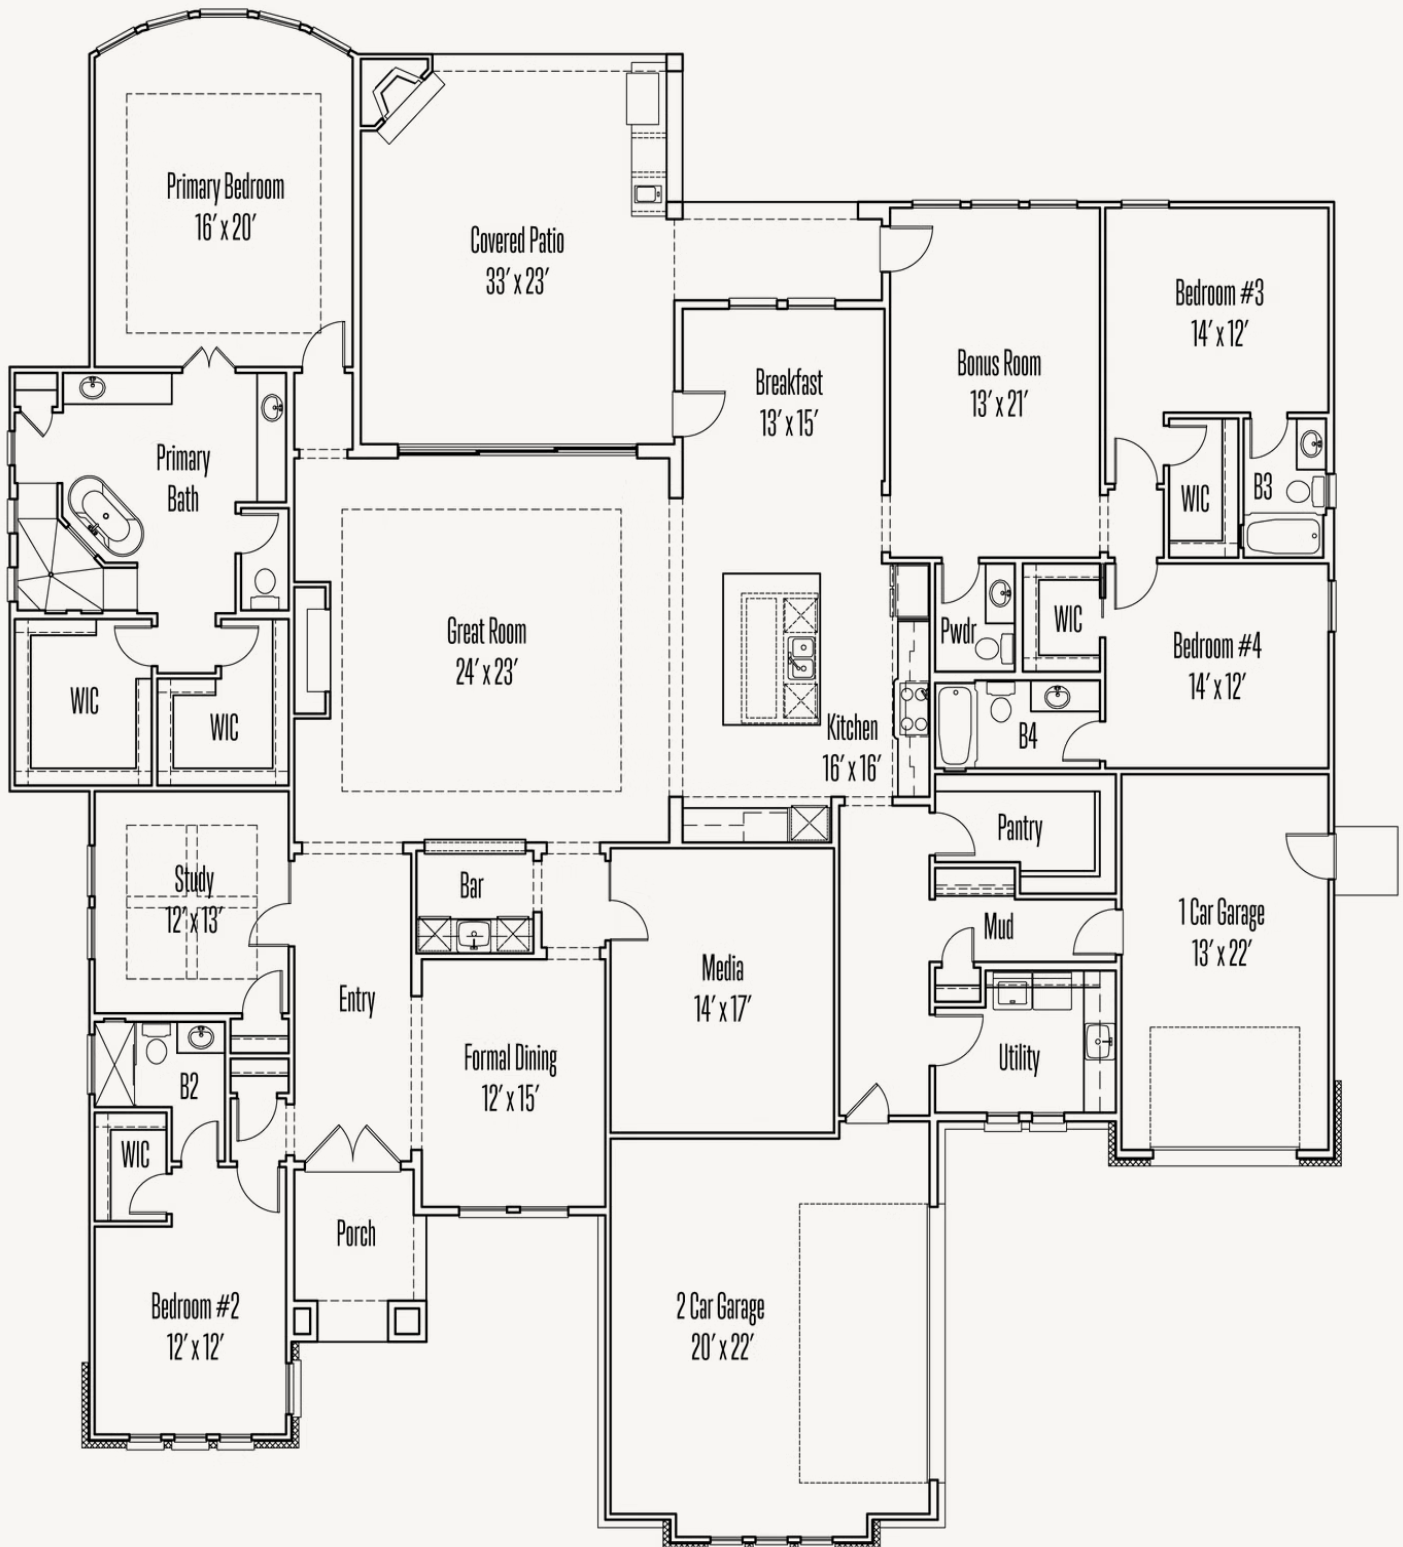 Primary Bedroom
16' x 20'
Covered Patio
33' x 23'
Bedroom #3
14' x 12'
Bonus Room
13' x 21'
Breakfast
13' x 15'
Primary
Bath
WIC
B3
Great Room
24' x 23'
Pwdr
WIC
Bedroom #4
14' x 12'
WIC
WIC
Kitchen
16' x 16'
B4
Pantry
Study
12' x 13'
Bar
Mud
1 Car Garage
13' x 22'
Media
14' x 17'
Entry
Formal Dining
12' x 15'
Utility
B2
WIC
Porch
Bedroom #2
12' x 12'
2 Car Garage
20' x 22'